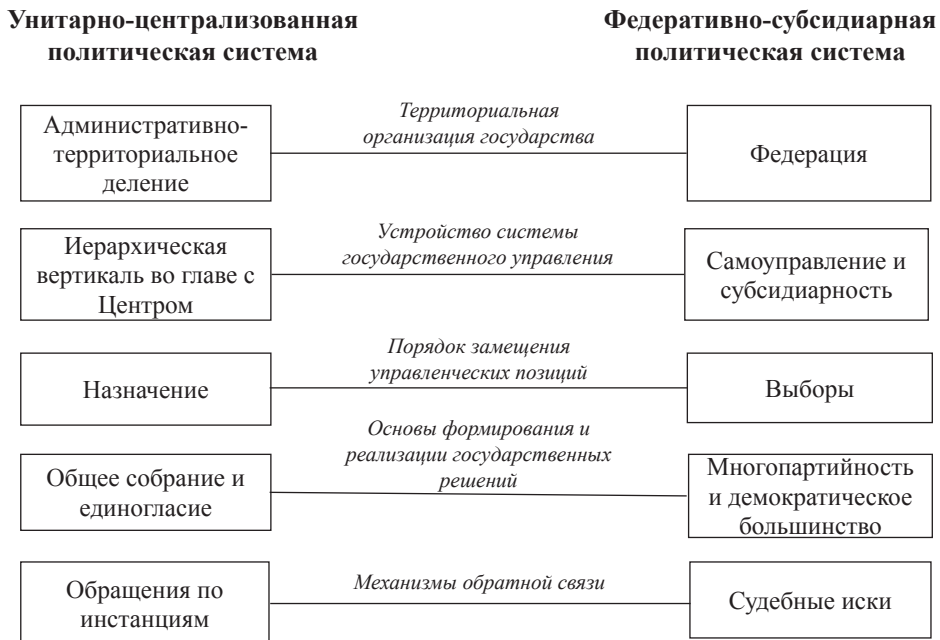 Унитарно-централизованная
политическая система
Федеративно-субсидиарная
политическая система
Административно-
территориальное
деление
Территориальная
организация государства
Федерация
Иерархическая
вертикаль во главе с
Центром
Устройство системы
государственного управления
Самоуправление и
субсидиарность
Назначение
Порядок замещения
управленческих позиций
Выборы
Общее собрание и
единогласие
Основы формирования и
реализации государственных
решений
Многопартийность
и демократическое
большинство
Обращения по
инстанциям
Механизмы обратной связи
Судебные иски